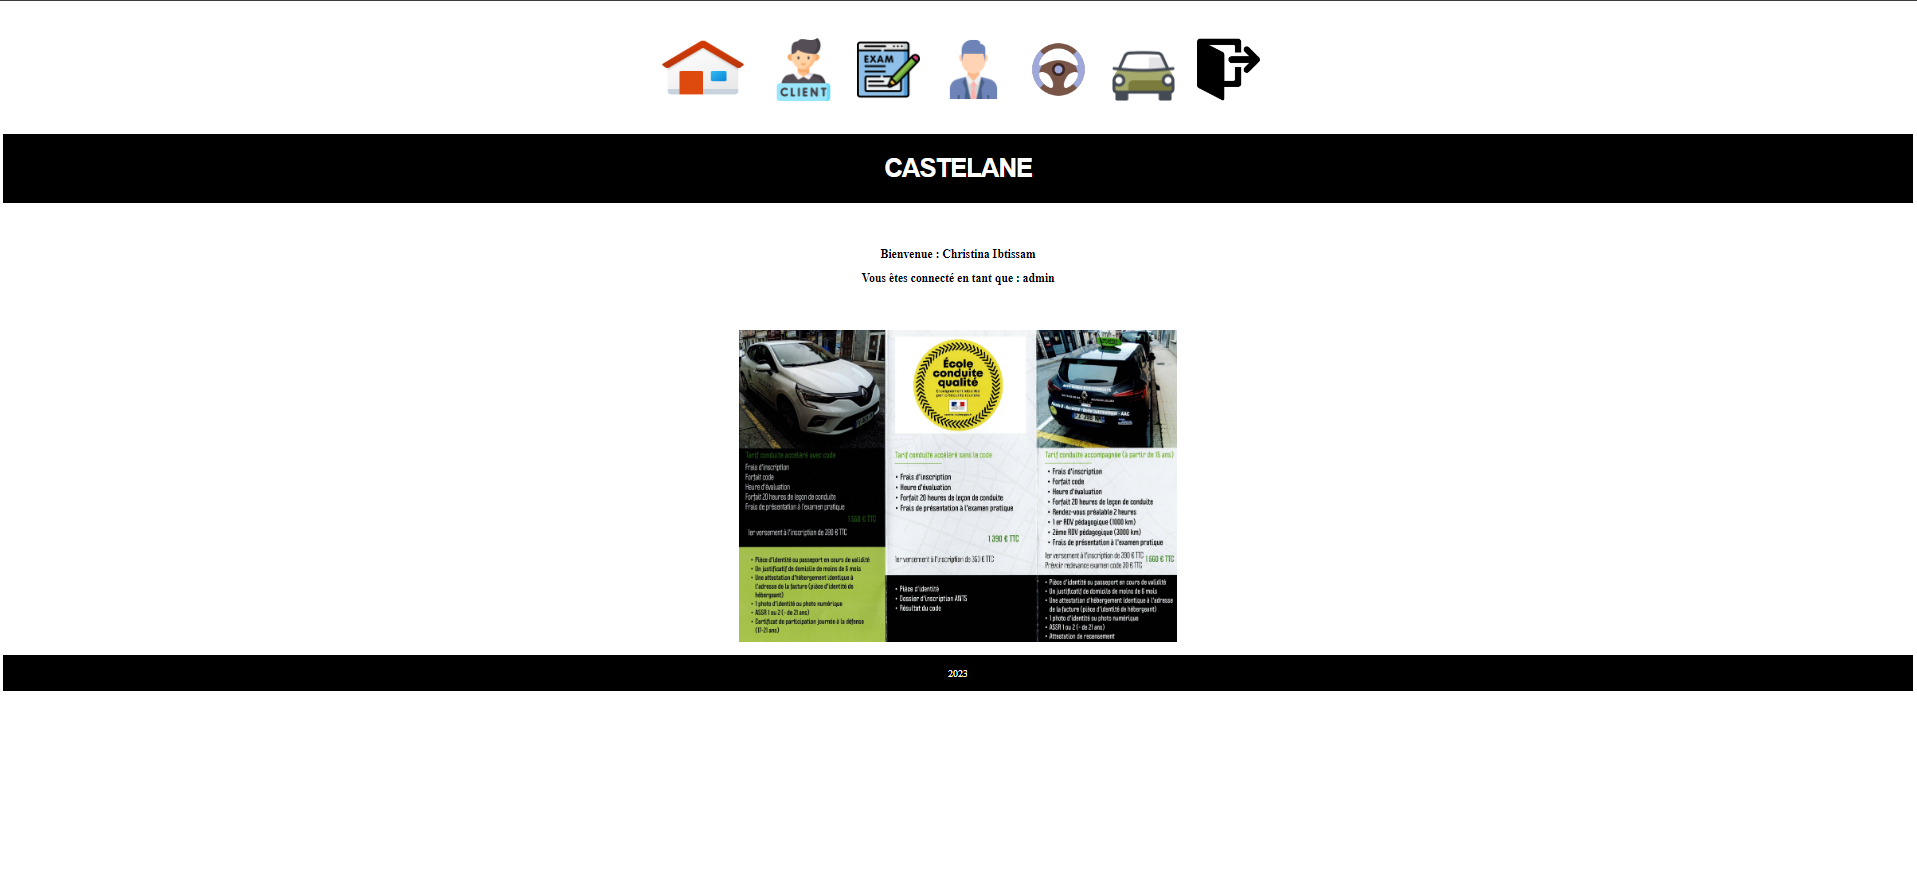 EXAM
CLIENT
CASTELANE
Bienvenue : Christina Ibtissam
Vous êtes connecté en tant que : admin
École
conduite
qualité
Tarif conduite accéléré avec code
Frais d'inscription
Forfait code
Heure d'évaluation
Forfait 20 heures de leçon de conduite
Frais de présentation à l'examen pratique
1er versement à l'inscription de 390 € TTC
• Pièce d'identité ou passeport en cours de validité
• Un justificatif de domicile de moins de 6 mois
• Une attestation d'hébergement identique à
l'adresse de la facture (pièce d'identité de
hébergeant)
• 1 photo d'identité ou photo numérique
• ASSR 1 ou 2 (- de 21 ans)
• Certificat de participation journée à la défense
(17-21 ans)
Tarif conduite accéléré sans le code
• Frais d'inscription
• Heure d'évaluation
• Forfait 20 heures de leçon de conduite
• Frais de présentation à l'examen pratique
1 390 € TTC
1er versement à l'inscription de € TTC
• Pièce d'identité
• Dossier d'inscription ANTS
• Résultat du code
Tarif conduite accompagnée (à partir de 15 ans)
• Frais d'inscription
• Forfait code
• Heure d'évaluation
• Forfait 20 heures de leçon de conduite
• Rendez-vous préalable 2 heures
• 1 er RDV pédagogique (1000 km)
• 2ème RDV pédagogique (3000 km)
• Frais de présentation à l'examen pratique
1er versement à l'inscription de 390 € TTC
1 660 € TTC
Prévoir redevance examen code 30 € TTC
• Pièce d'identité ou passeport en cours de validité
• Un justificatif de domicile de moins de 6 mois
• Une attestation d'hébergement identique à l'adresse
de la facture (pièce d'identité de hébergeant)
• 1 photo d'identité ou photo numérique
• ASSR 1 ou 2 (- de 21 ans)
• Attestation de recensement
2023